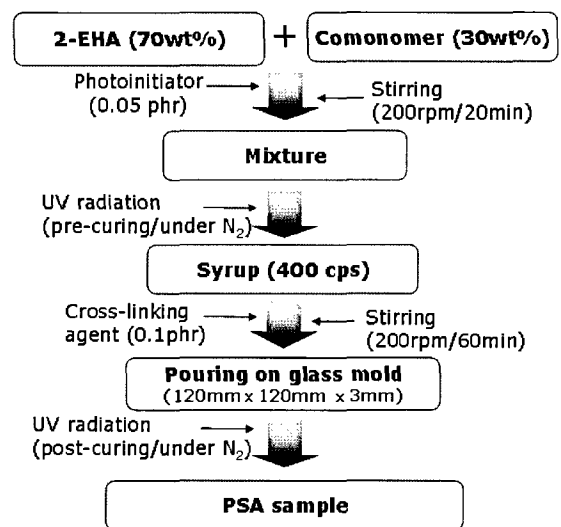 2-EHA (70wt%) + Comonomer (30wt%)
Photoinitiator
(0.05 phr)
Stirring
(200rpm/20min)
Mixture
UV radiation
(pre-curing/under N₂)
Syrup (400 cps)
Cross-linking
agent (0.1phr)
Stirring
(200rpm/60min)
Pouring on glass mold
(120mm x 120mm x 3mm)
UV radiation
(post-curing/under N₂)
PSA sample